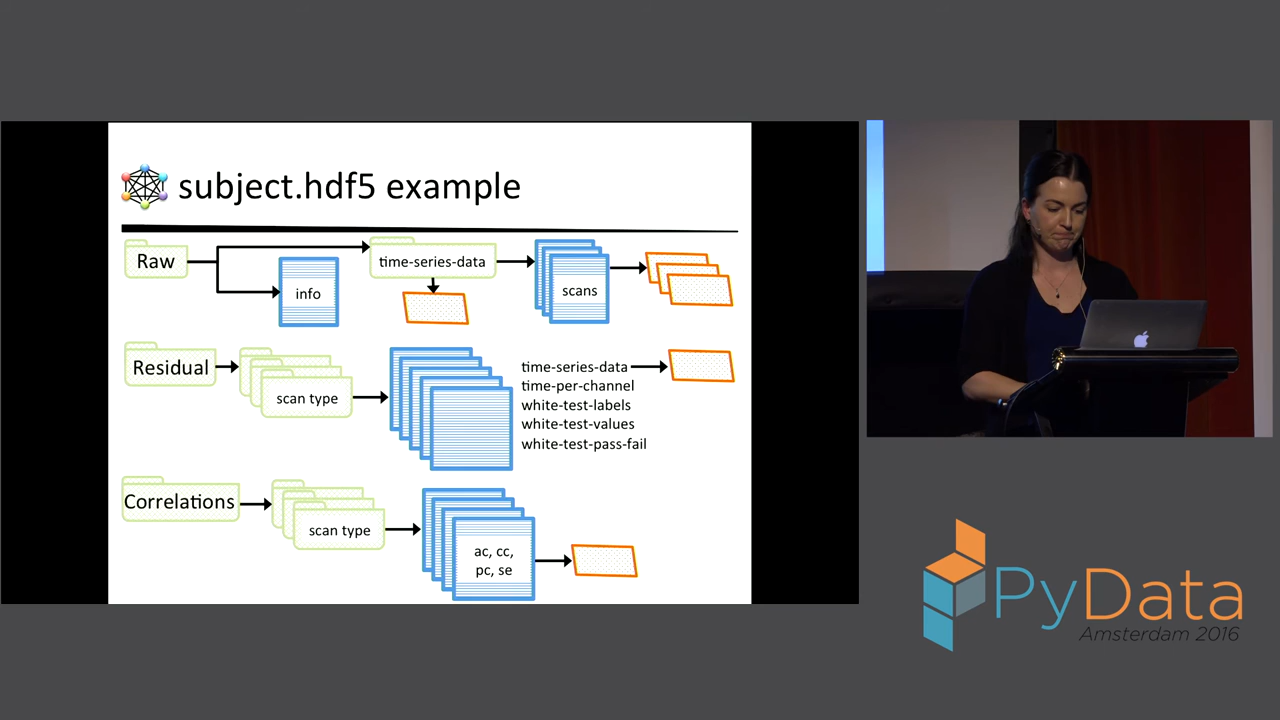 subject.hdf5 example
Raw
info
time-series-data
scans
Residual
scan type
time-series-data
time-per-channel
white-test-labels
white-test-values
white-test-pass-fail
Correlations
scan type
ac, cc,
pc, se
PyData
Amsterdam 2016